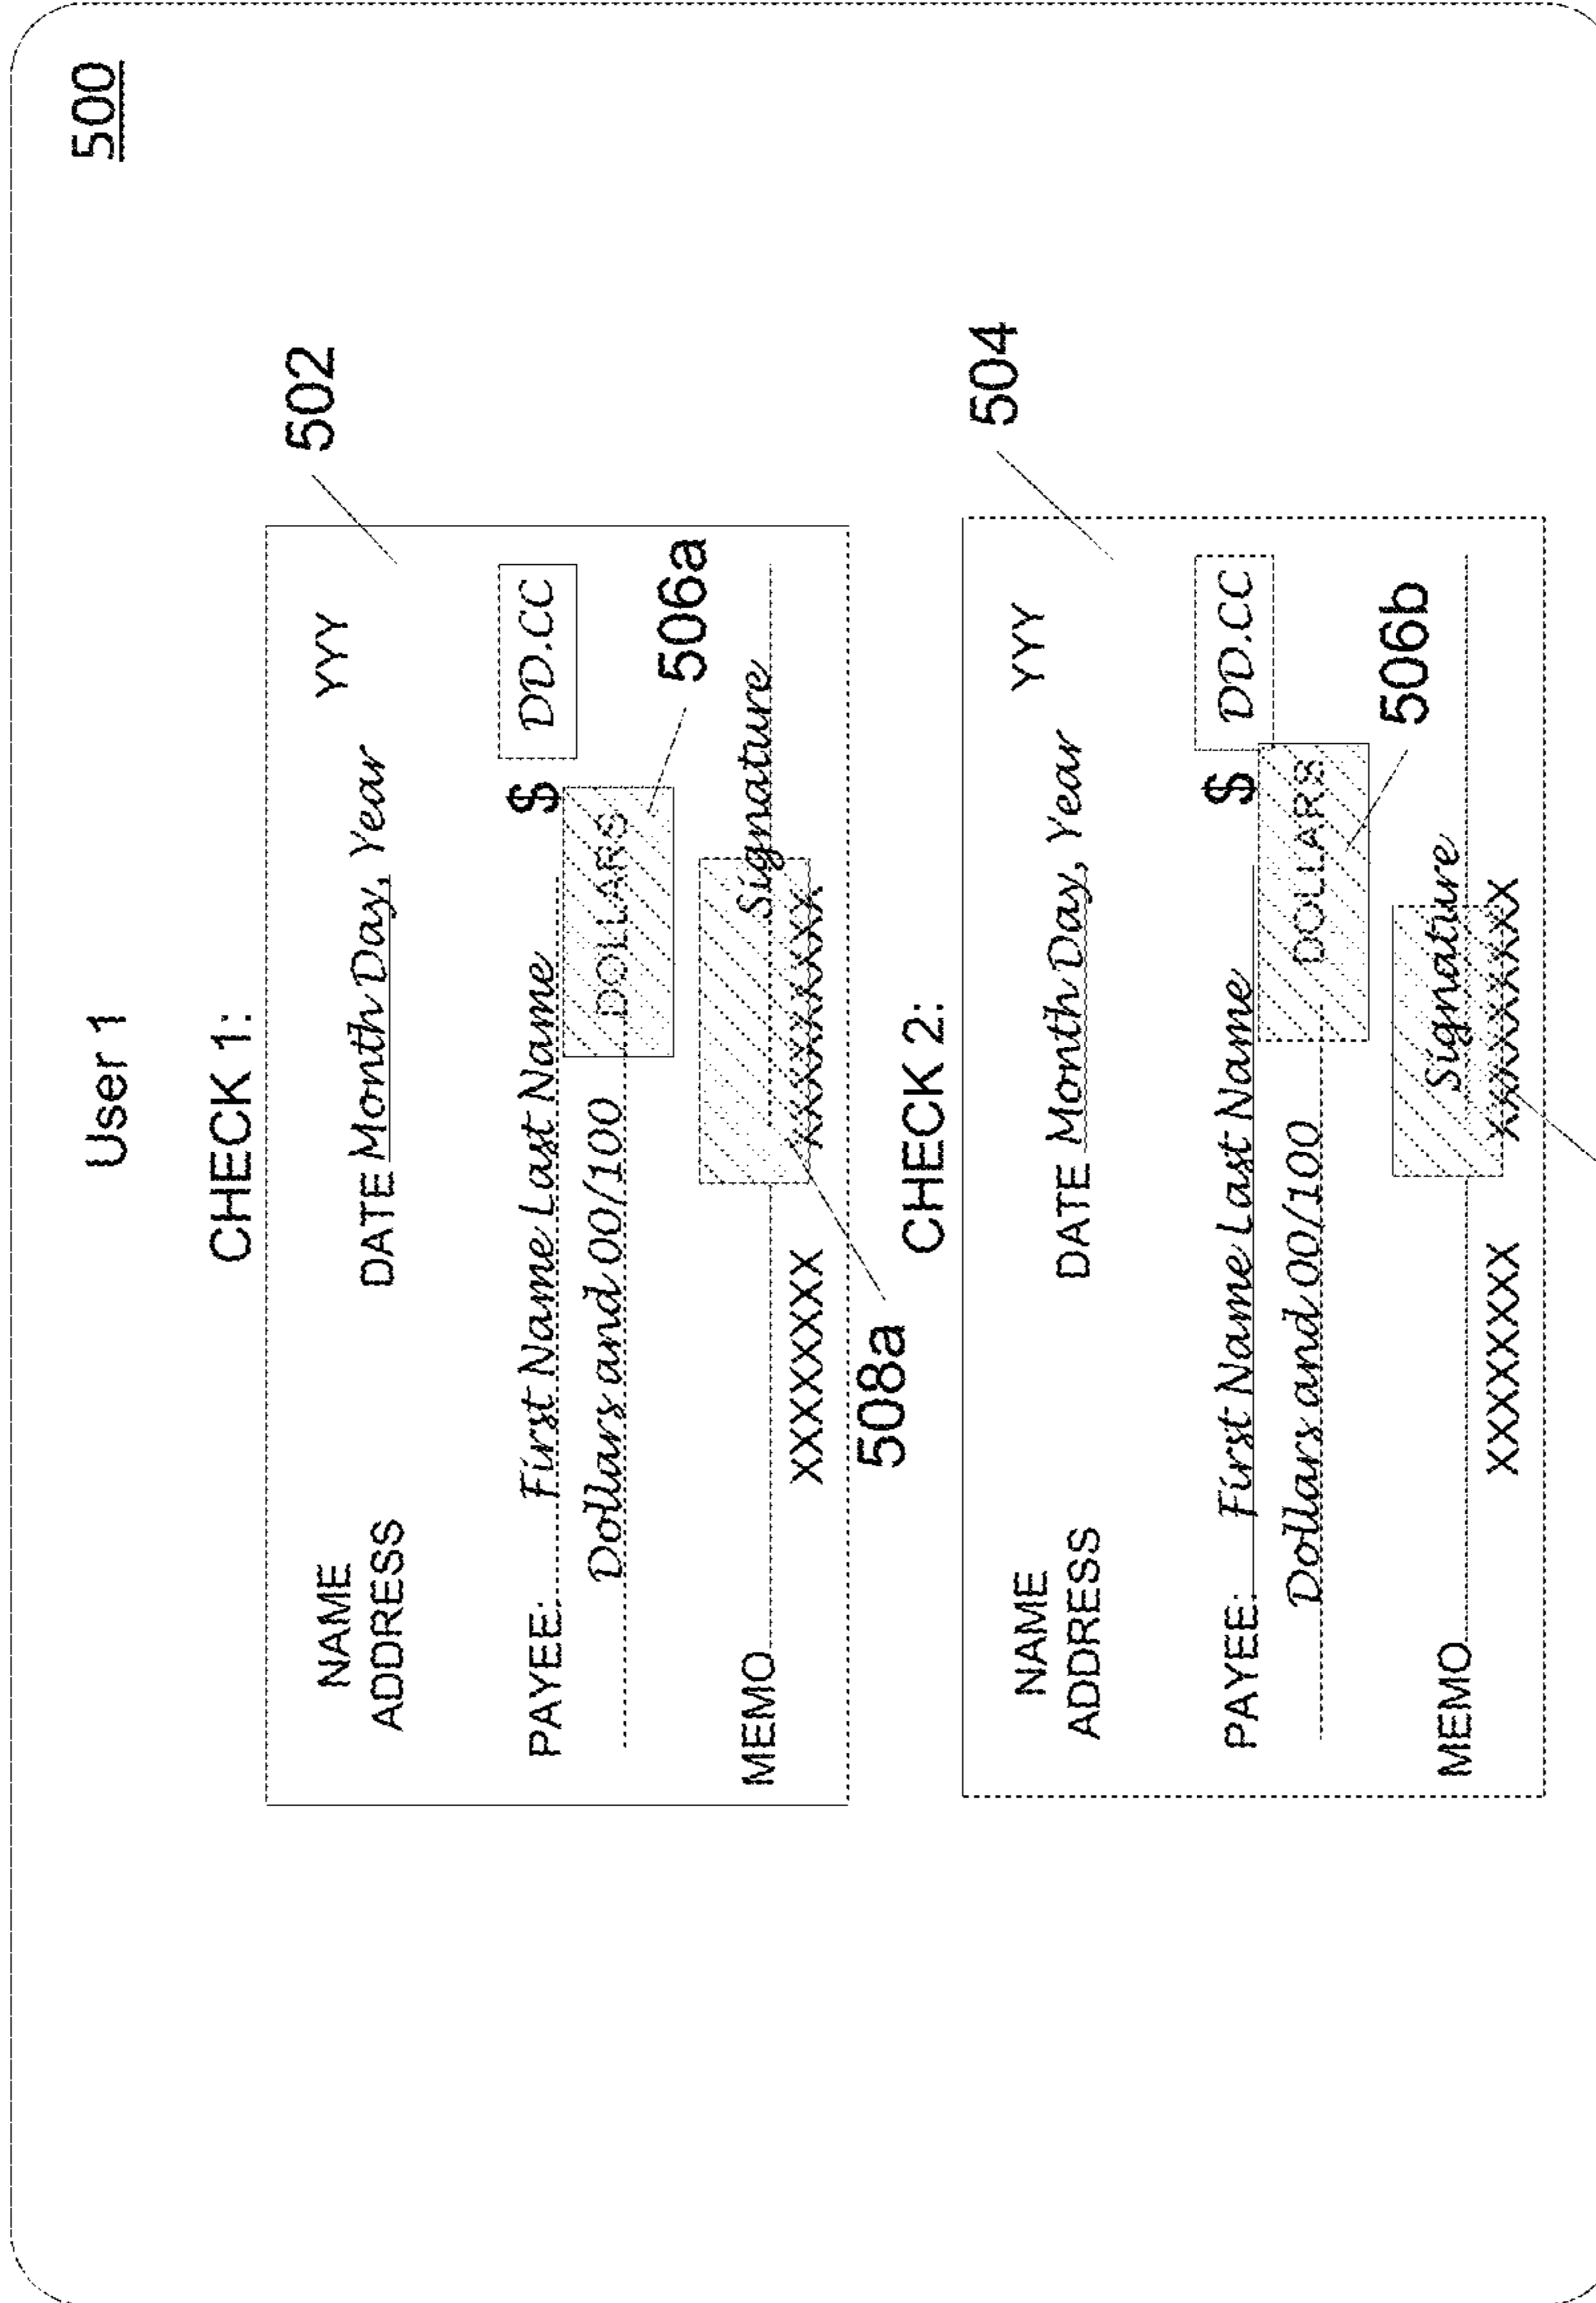 500
User 1
CHECK 1:
502
NAME
ADDRESS
YYY
DATE Month Day, Year
PAYEE: First Name Last Name $ DD.CC
Dollars and 00/100 DOLLARS
506a
MEMO Signature
XXXXXXX XXXXXXXX
508a
CHECK 2:
504
NAME
ADDRESS
YYY
DATE Month Day, Year
PAYEE: First Name Last Name $ DD.CC
Dollars and 00/100 DOLLARS
506b
MEMO Signature
XXXXXXX XXXXXXXX